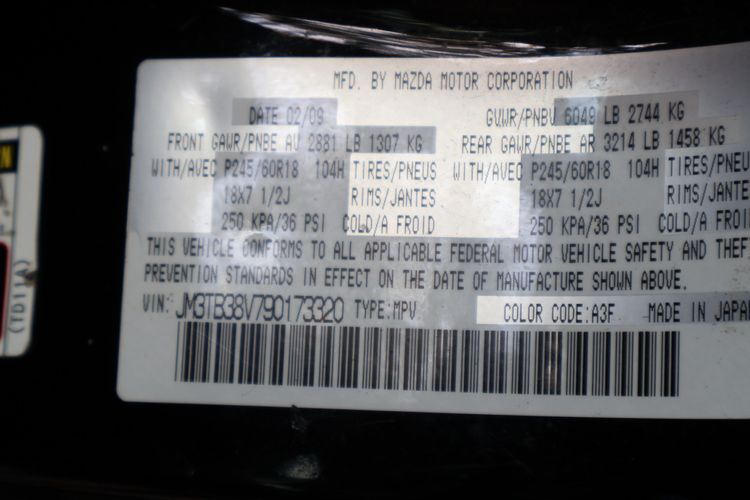 MFD. BY MAZDA MOTOR CORPORATION
DATE 02/09 GVWR/PNBV 6049 LB 2744 KG
FRONT GAWR/PNBE AV 2881 LB 1307 KG REAR GAWR/PNBE AR 3214 LB 1458 KG
WITH/AVEC P245/60R18 104H TIRES/PNEUS WITH/AVEC P245/60R18 104H TIRES/PNEU
18X7 1/2J RIMS/JANTES 18X7 1/2J RIMS/JANTE
250 KPA/36 PSI COLD/A FROID 250 KPA/36 PSI COLD/A FRO
THIS VEHICLE CONFORMS TO ALL APPLICABLE FEDERAL MOTOR VEHICLE SAFETY AND THEF
PREVENTION STANDARDS IN EFFECT ON THE DATE OF MANUFACTURE SHOWN ABOVE.
VIN: JM3TB38V790173320 TYPE:MPV COLOR CODE:A3F MADE IN JAPAN
(TD11A)